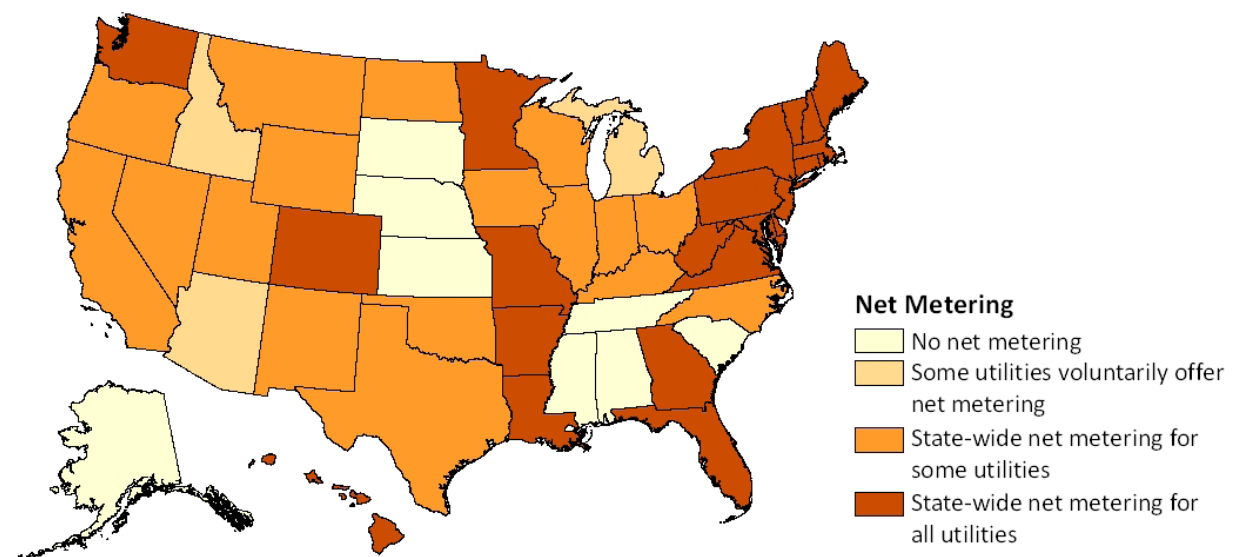 Net Metering
No net metering
Some utilities voluntarily offer
net metering
State-wide net metering for
some utilities
State-wide net metering for
all utilities